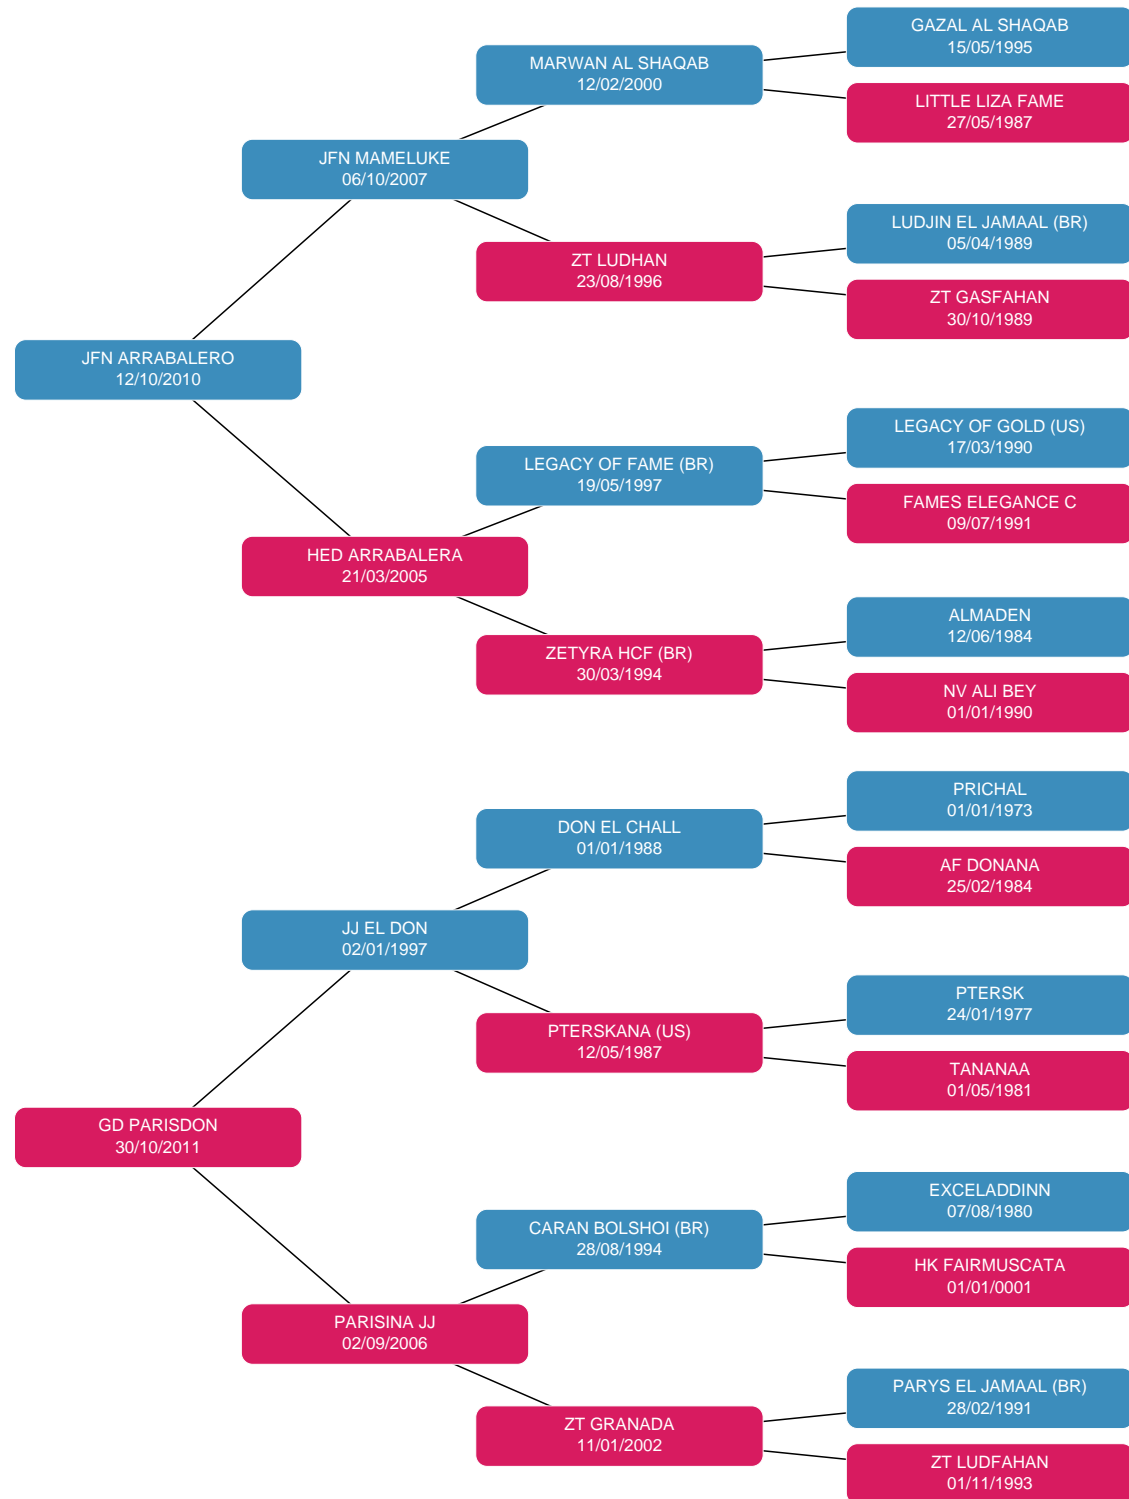 GAZAL AL SHAQAB
15/05/1995
MARWAN AL SHAQAB
12/02/2000
LITTLE LIZA FAME
27/05/1987
JFN MAMELUKE
06/10/2007
LUDJIN EL JAMAAL (BR)
05/04/1989
ZT LUDHAN
23/08/1996
ZT GASFAHAN
30/10/1989
JFN ARRABALERO
12/10/2010
LEGACY OF GOLD (US)
17/03/1990
LEGACY OF FAME (BR)
19/05/1997
FAMES ELEGANCE C
09/07/1991
HED ARRABALERA
21/03/2005
ALMADEN
12/06/1984
ZETYRA HCF (BR)
30/03/1994
NV ALI BEY
01/01/1990
PRICHAL
01/01/1973
DON EL CHALL
01/01/1988
AF DONANA
25/02/1984
JJ EL DON
02/01/1997
PTERSK
24/01/1977
PTERSKANA (US)
12/05/1987
TANANAA
01/05/1981
GD PARISDON
30/10/2011
EXCELADDINN
07/08/1980
CARAN BOLSHOI (BR)
28/08/1994
HK FAIRMUSCATA
01/01/0001
PARISINA JJ
02/09/2006
PARYS EL JAMAAL (BR)
28/02/1991
ZT GRANADA
11/01/2002
ZT LUDFAHAN
01/11/1993